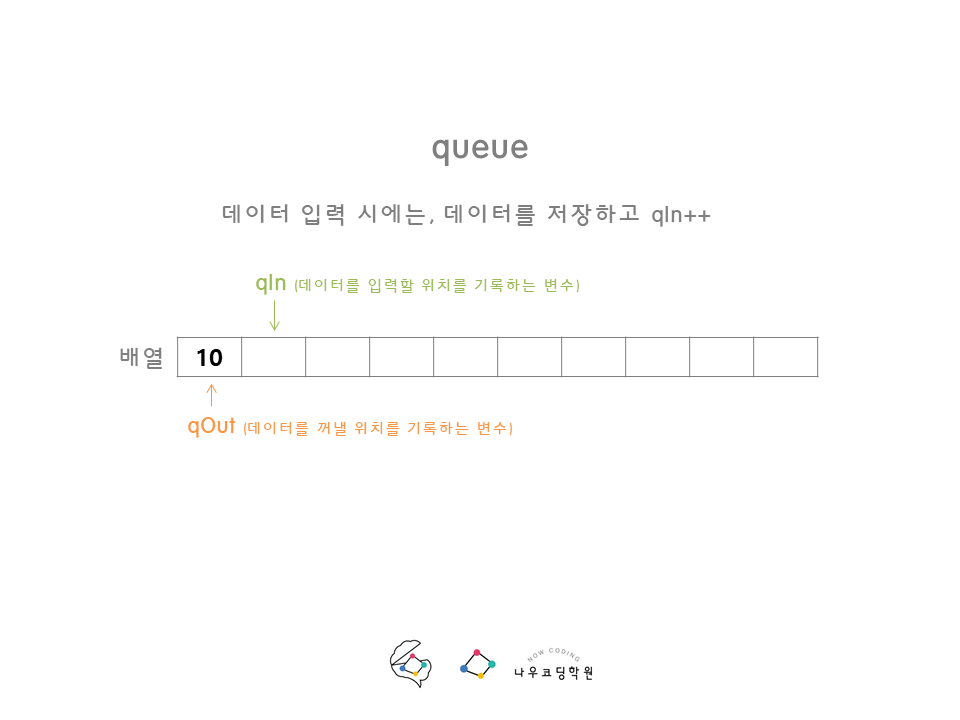 queue
데이터 입력 시에는, 데이터를 저장하고 qIn++
qIn (데이터를 입력할 위치를 기록하는 변수)
배열 10
qOut (데이터를 꺼낼 위치를 기록하는 변수)
NOW CODING
나우코딩학원